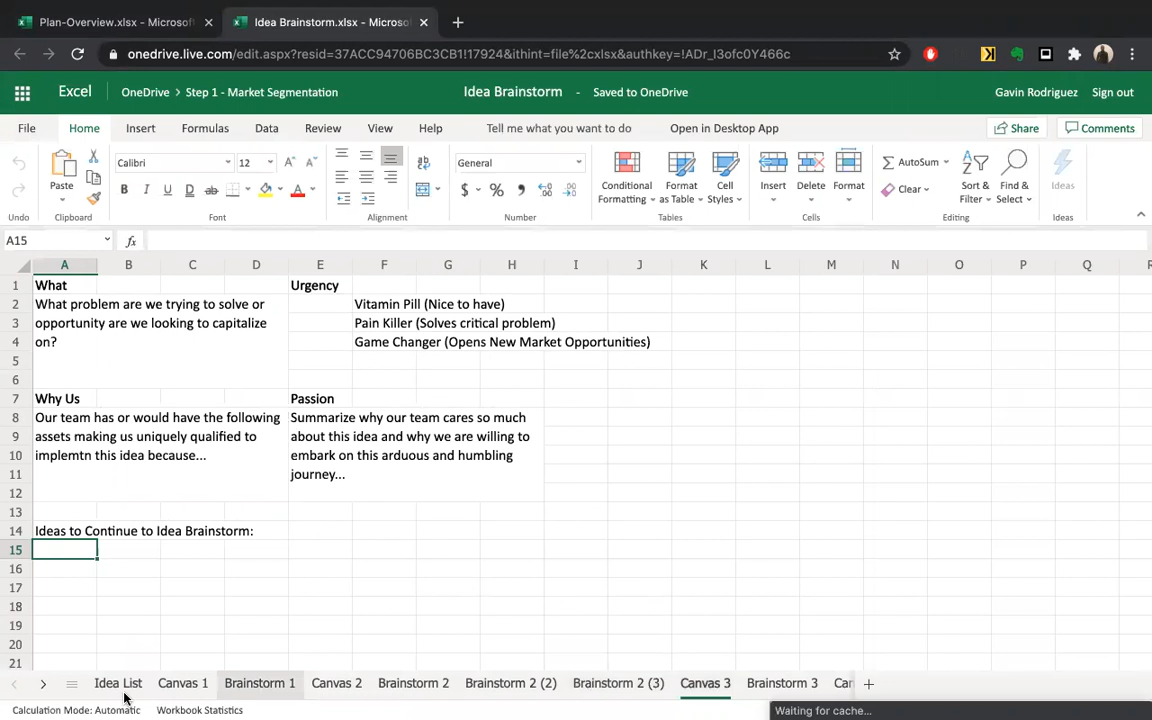 Plan-Overview.xlsx - Microsoft
Idea Brainstorm.xlsx - Microsof
onedrive.live.com/edit.aspx?resid=37ACC94706BC3CB1!17924&ithint=file%2cxlsx&authkey=!ADr_I3ofc0Y466c
Excel
OneDrive > Step 1 - Market Segmentation
Idea Brainstorm - Saved to OneDrive
Gavin Rodriguez
Sign out
File
Home
Insert
Formulas
Data
Review
View
Help
Tell me what you want to do
Open in Desktop App
Share
Comments
Paste
Calibri
12
General
Conditional Formatting
Format as Table
Cell Styles
Insert
Delete
Format
AutoSum
Clear
Sort & Filter
Find & Select
Ideas
Undo
Clipboard
Font
Alignment
Number
Tables
Cells
Editing
Ideas
A15
fx
A B C D E F G H I J K L M N O P Q R
1 What Urgency
2 What problem are we trying to solve or Vitamin Pill (Nice to have)
3 opportunity are we looking to capitalize Pain Killer (Solves critical problem)
4 on? Game Changer (Opens New Market Opportunities)
5
6
7 Why Us Passion
8 Our team has or would have the following Summarize why our team cares so much
9 assets making us uniquely qualified to about this idea and why we are willing to
10 implemtn this idea because... embark on this arduous and humbling
11 journey...
12
13
14 Ideas to Continue to Idea Brainstorm:
15
16
17
18
19
20
21
Idea List
Canvas 1
Brainstorm 1
Canvas 2
Brainstorm 2
Brainstorm 2 (2)
Brainstorm 2 (3)
Canvas 3
Brainstorm 3
Can
Calculation Mode: Automatic
Workbook Statistics
Waiting for cache...